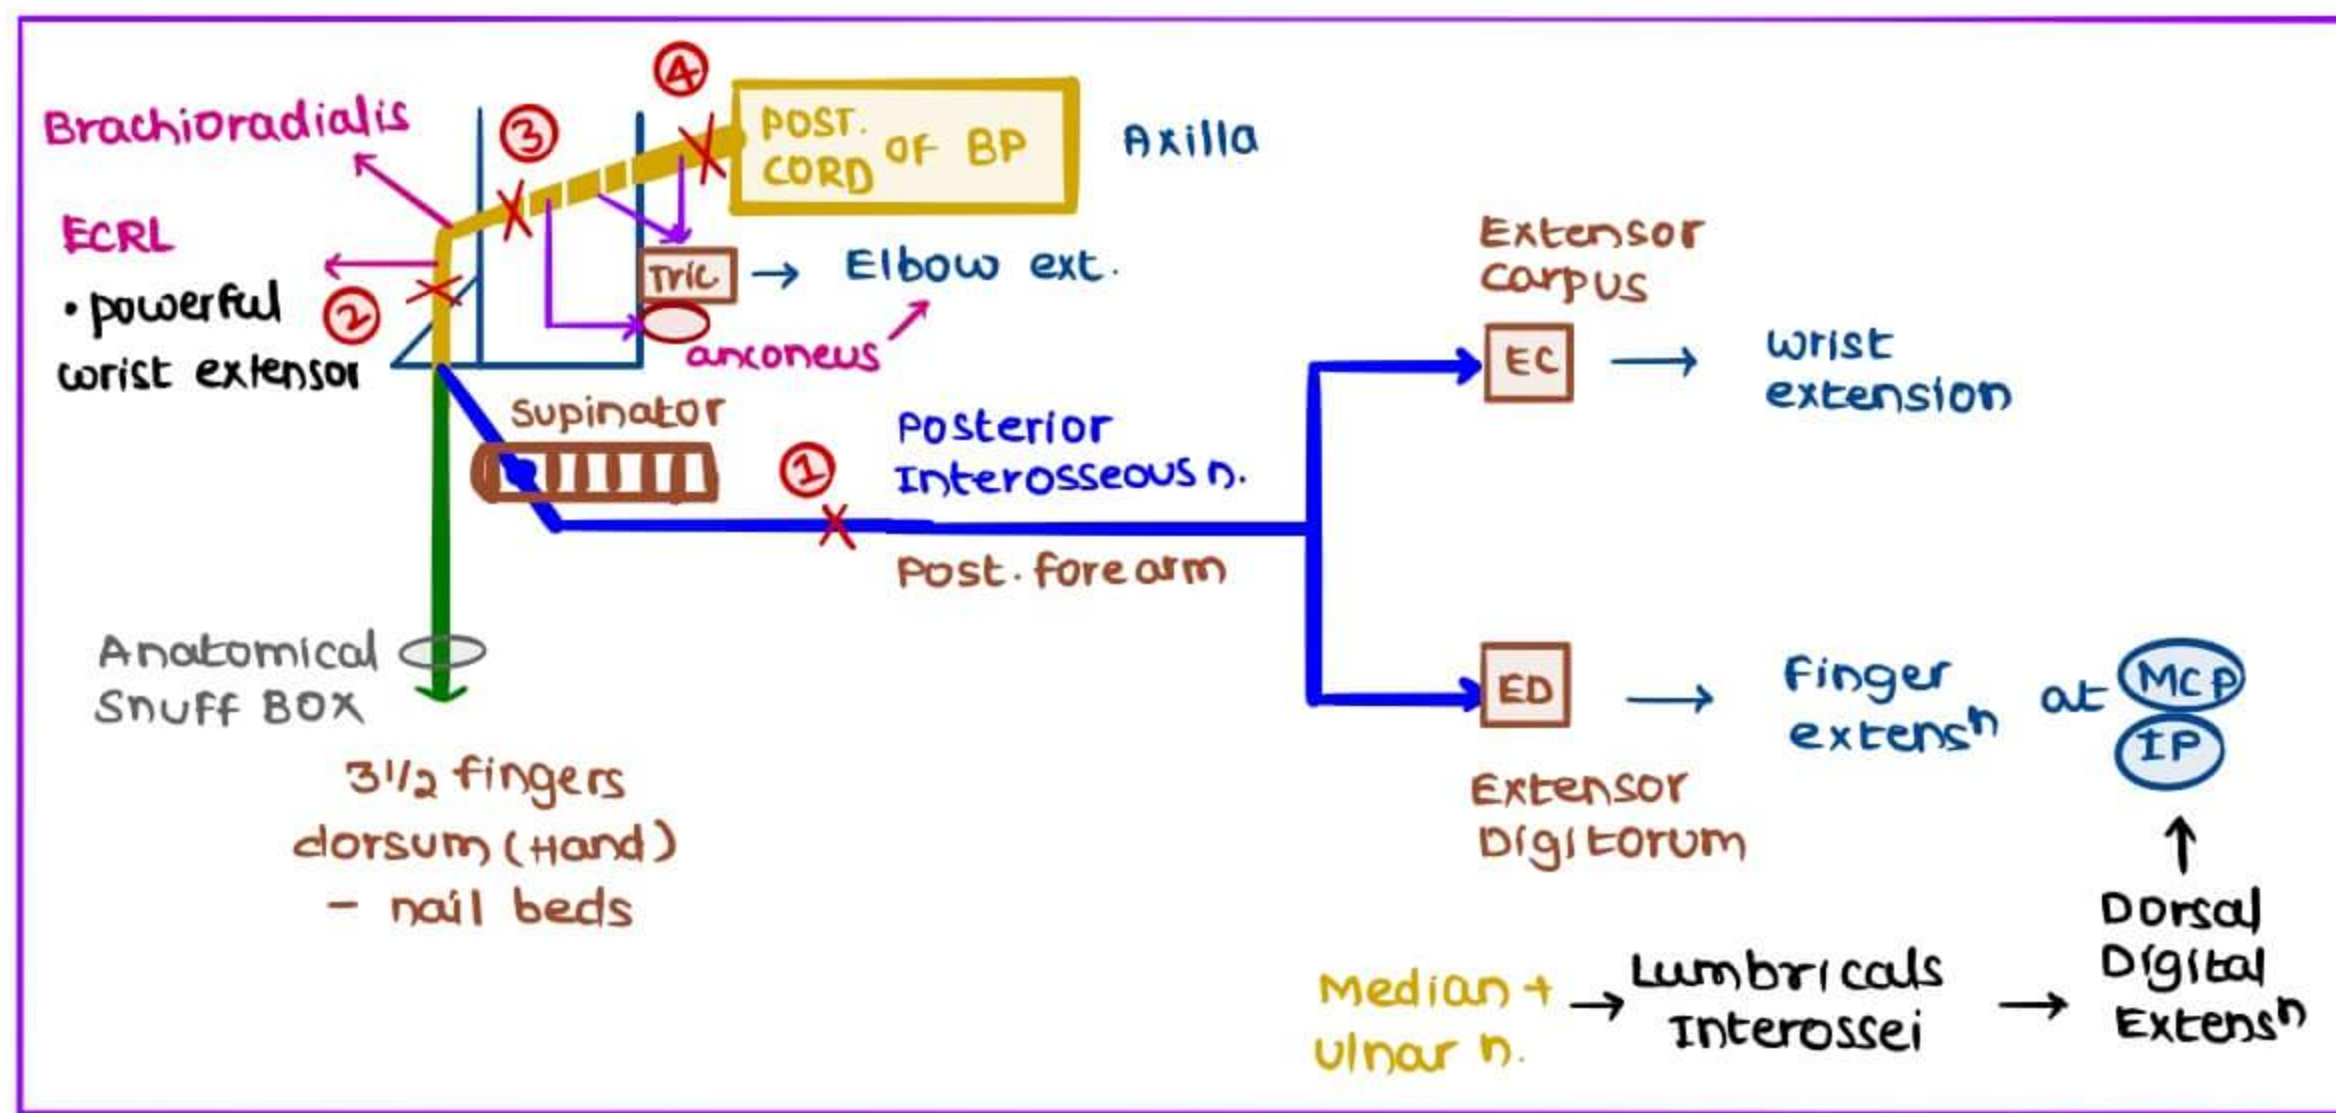 ④
POST.
CORD OF BP
Axilla
Brachioradialis
③
ECRL
• powerful
wrist extensor
②
Tric → Elbow ext.
anconeus
Extensor
Carpus
EC → wrist
extension
Supinator
①
Posterior
Interosseous n.
Post. forearm
Anatomical
Snuff BOX
3 1/2 fingers
dorsum (Hand)
- nail beds
ED → Finger
extensⁿ at MCP
IP
Extensor
Digitorum
↑
Dorsal
Digital
Extensⁿ
Median +
Ulnar n.
→ Lumbricals
Interossei →